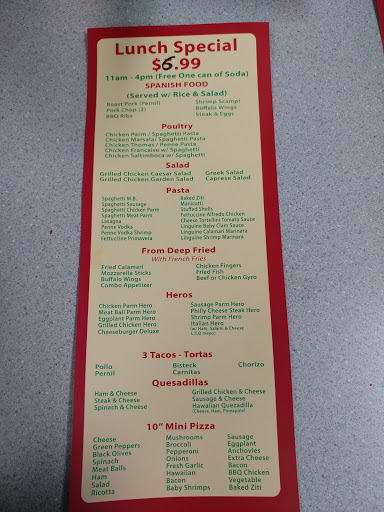 Lunch Special
$6.99
11am - 4pm (Free One can of Soda)
SPANISH FOOD
(Served w/ Rice & Salad)
Roast Pork (Pernil)
Pork Chop (2)
BBQ Ribs
Shrimp Scampi
Buffalo Wings
Steak & Eggs
Poultry
Chicken Parm / Spaghetti Pasta
Chicken Marsala/ Spaghetti Pasta
Chicken Thomas / Penne Pasta
Chicken Francaise w/ Spaghetti
Chicken Saltimboca w/ Spaghetti
Salad
Grilled Chicken Caesar Salad
Grilled Chicken Garden Salad
Greek Salad
Caprese Salad
Pasta
Spaghetti M.B.
Spaghetti Sausage
Spaghetti Chicken Parm
Spaghetti Meat Parm
Lasagna
Penne Vodka
Penne Vodka Shrimp
Fettuccine Primavera
Baked Ziti
Manicotti
Stuffed Shells
Fettuccine Alfredo Chicken
Cheese Tortellini Tomato Sauce
Linguine Baby Clam Sauce
Linguine Calamari Marinara
Linguine Shrimp Marinara
From Deep Fried
With French Fries
Fried Calamari
Mozzarella Sticks
Buffalo Wings
Combo Appetizer
Chicken Fingers
Fried Fish
Beef or Chicken Gyro
Heros
Chicken Parm Hero
Meat Ball Parm Hero
Eggplant Parm Hero
Grilled Chicken Hero
Cheeseburger Deluxe
Sausage Parm Hero
Philly Cheese Steak Hero
Shrimp Parm Hero
Italian Hero
(w/ Ham, Salami & Cheese
L.T.O mayo)
3 Tacos - Tortas
Pollo
Pernil
Bisteck
Carnitas
Chorizo
Quesadillas
Ham & Cheese
Steak & Cheese
Spinach & Cheese
Grilled Chicken & Cheese
Sausage & Cheese
Hawaiian Quezadilla
(Cheese, Ham, Pineapple)
10" Mini Pizza
Cheese
Green Peppers
Black Olives
Spinach
Meat Balls
Ham
Salad
Ricotta
Mushrooms
Broccoli
Pepperoni
Onions
Fresh Garlic
Hawaiian
Bacon
Baby Shrimps
Sausage
Eggplant
Anchovies
Extra Cheese
Bacon
BBQ Chicken
Vegetable
Baked Ziti